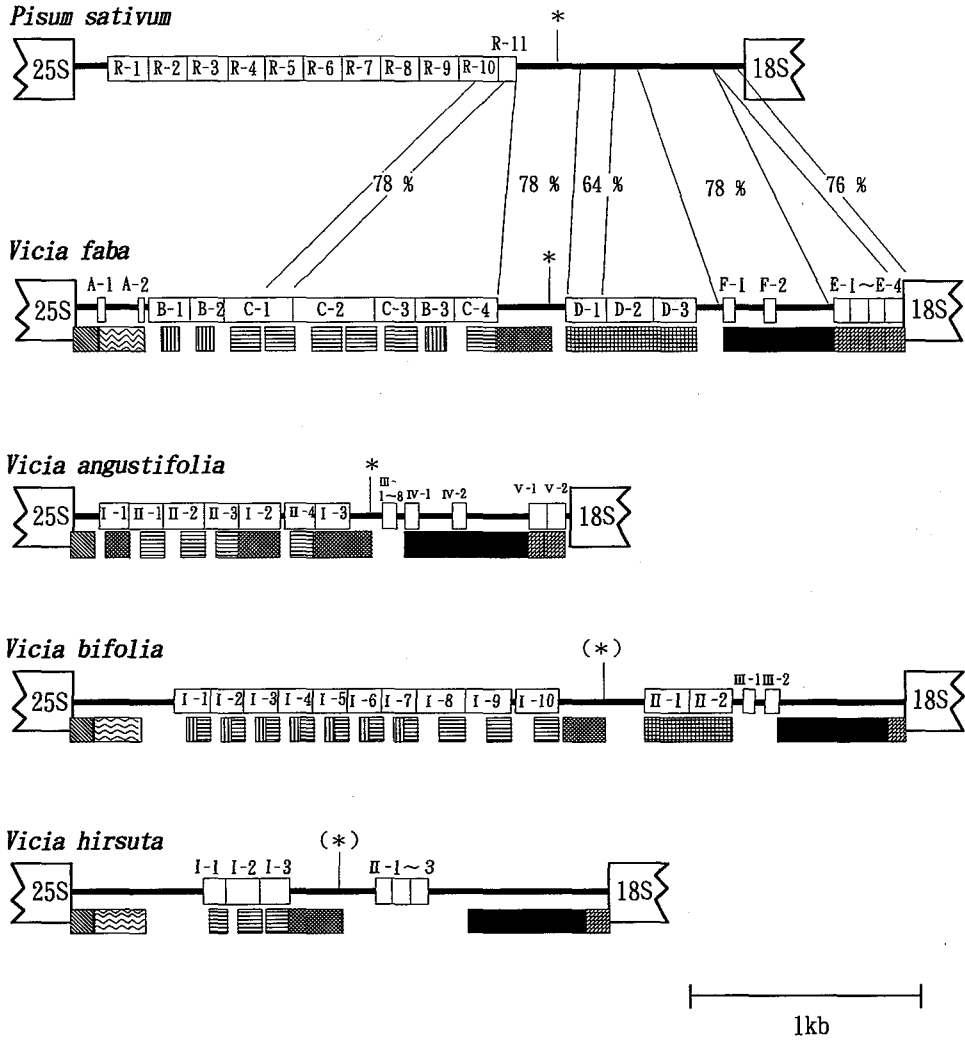 Pisum sativum
*
R-11
25S R-1 R-2 R-3 R-4 R-5 R-6 R-7 R-8 R-9 R-10 18S
78 % 78 % 64 % 78 % 76 %
Vicia faba
*
A-1 A-2 F-1 F-2 E-1～E-4
25S B-1 B-2 C-1 C-2 C-3 B-3 C-4 D-1 D-2 D-3 18S
Vicia angustifolia
*
III-
1～8 IV-1 IV-2 V-1 V-2
25S I-1 II-1 II-2 II-3 I-2 II-4 I-3 18S
Vicia bifolia
(*)
III-1 III-2
25S I-1 I-2 I-3 I-4 I-5 I-6 I-7 I-8 I-9 I-10 II-1 II-2 18S
Vicia hirsuta
(*)
I-1 I-2 I-3 II-1～3
25S 18S
1kb